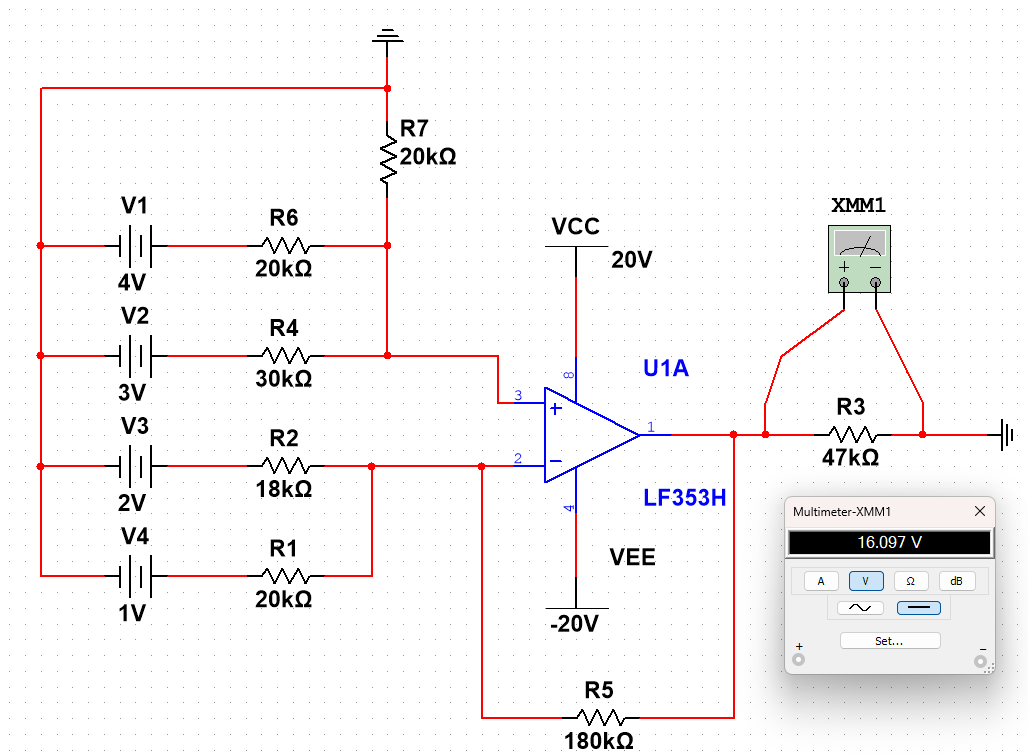 R7
20kΩ
V1
R6
4V
20kΩ
V2
R4
3V
30kΩ
V3
R2
2V
18kΩ
V4
R1
1V
20kΩ
VCC
20V
8
U1A
3
+
2
−
1
4
LF353H
VEE
-20V
R5
180kΩ
XMM1
+ −
R3
47kΩ
Multimeter-XMM1
16.097 V
A V Ω dB
Set...
+ −